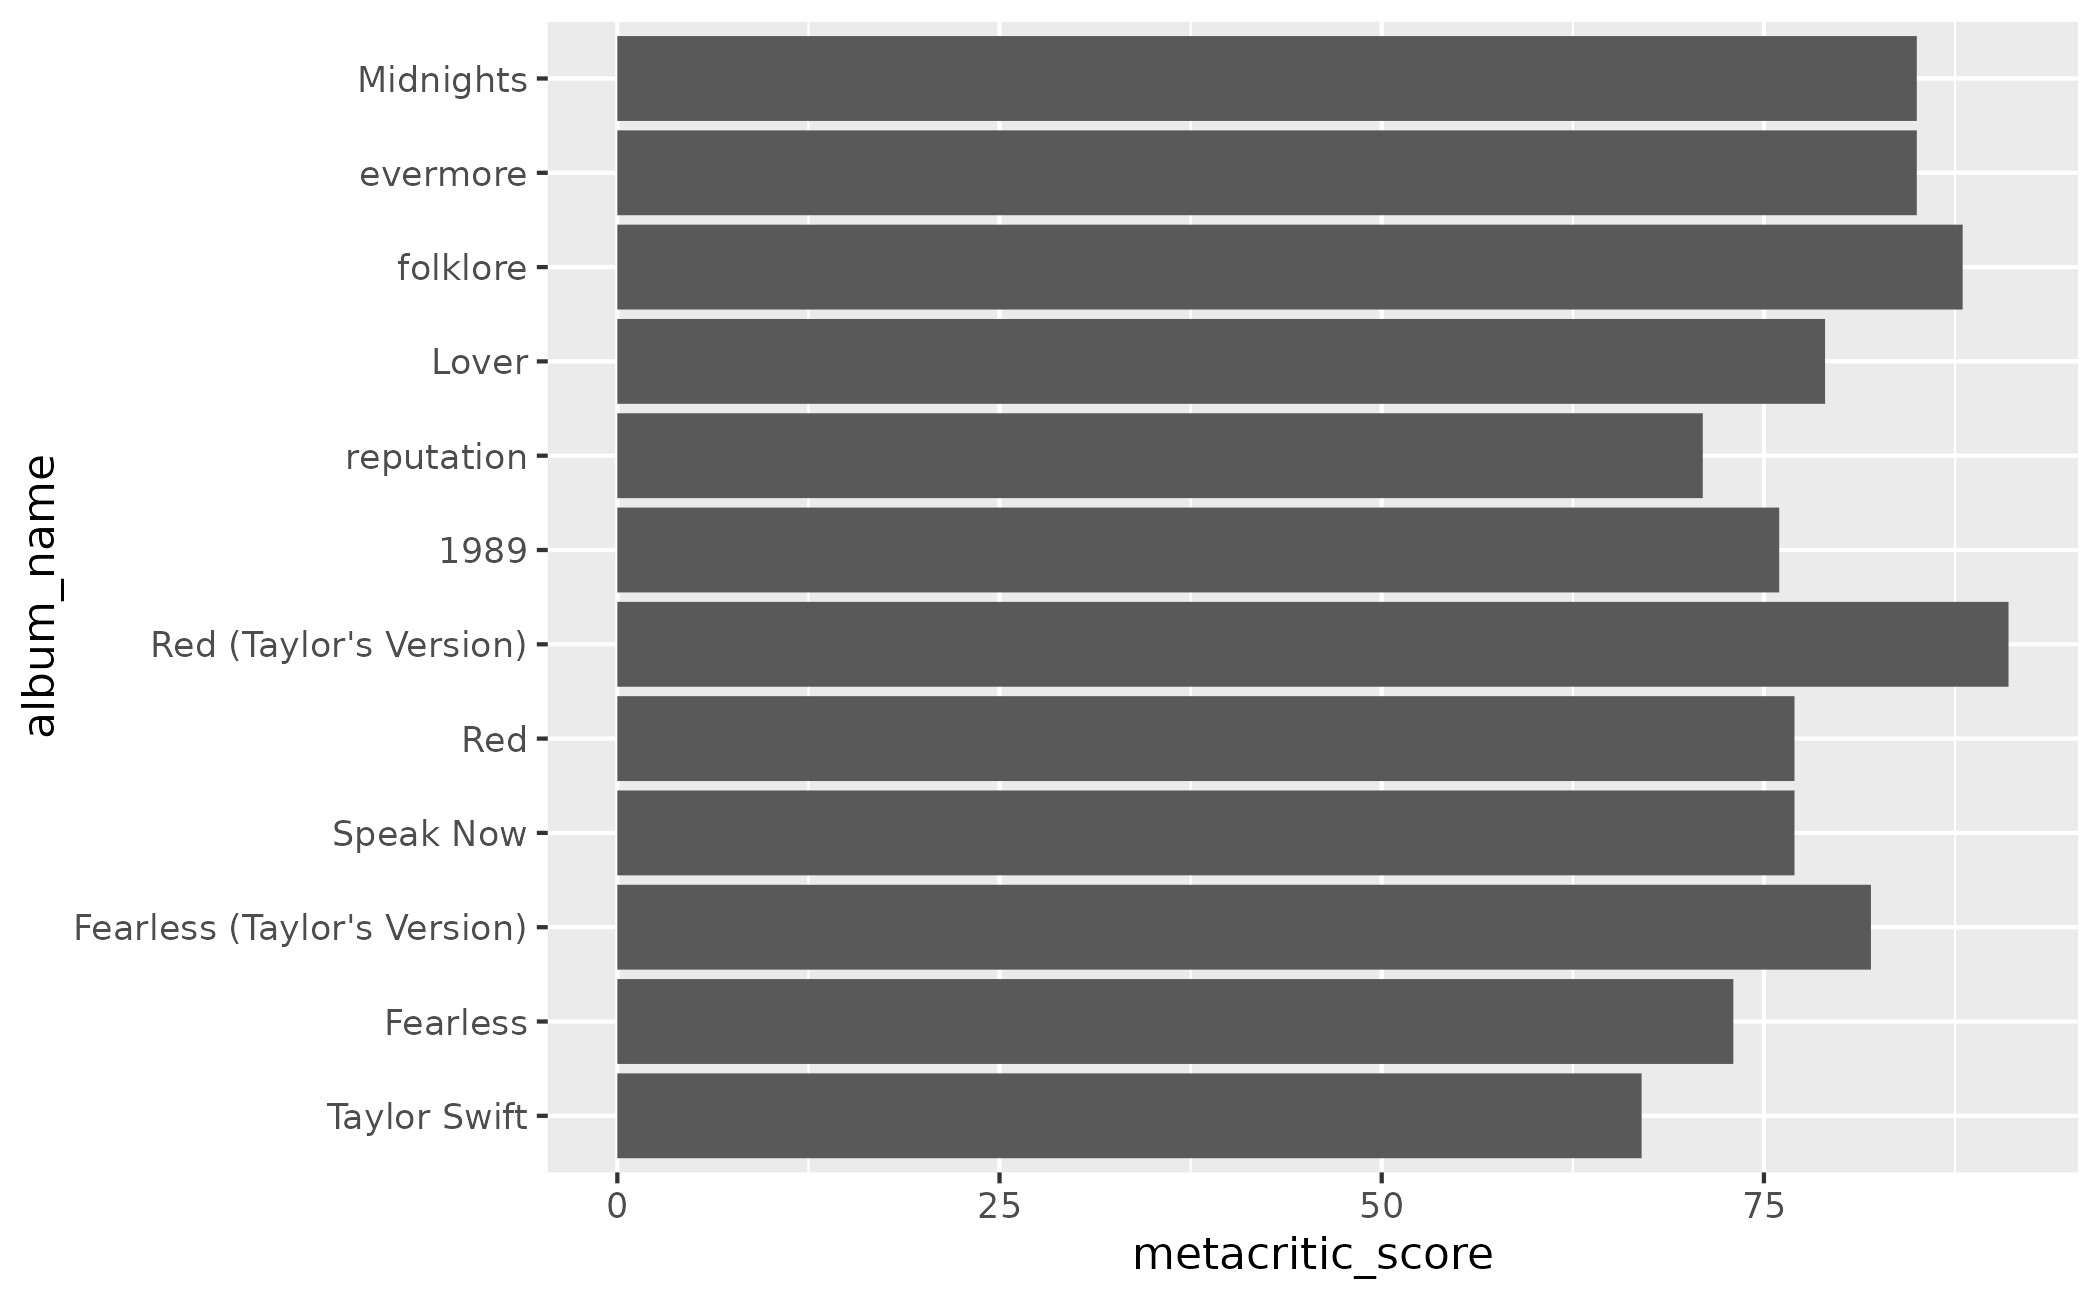 album_name
Midnights
evermore
folklore
Lover
reputation
1989
Red (Taylor's Version)
Red
Speak Now
Fearless (Taylor's Version)
Fearless
Taylor Swift
0 25 50 75
metacritic_score